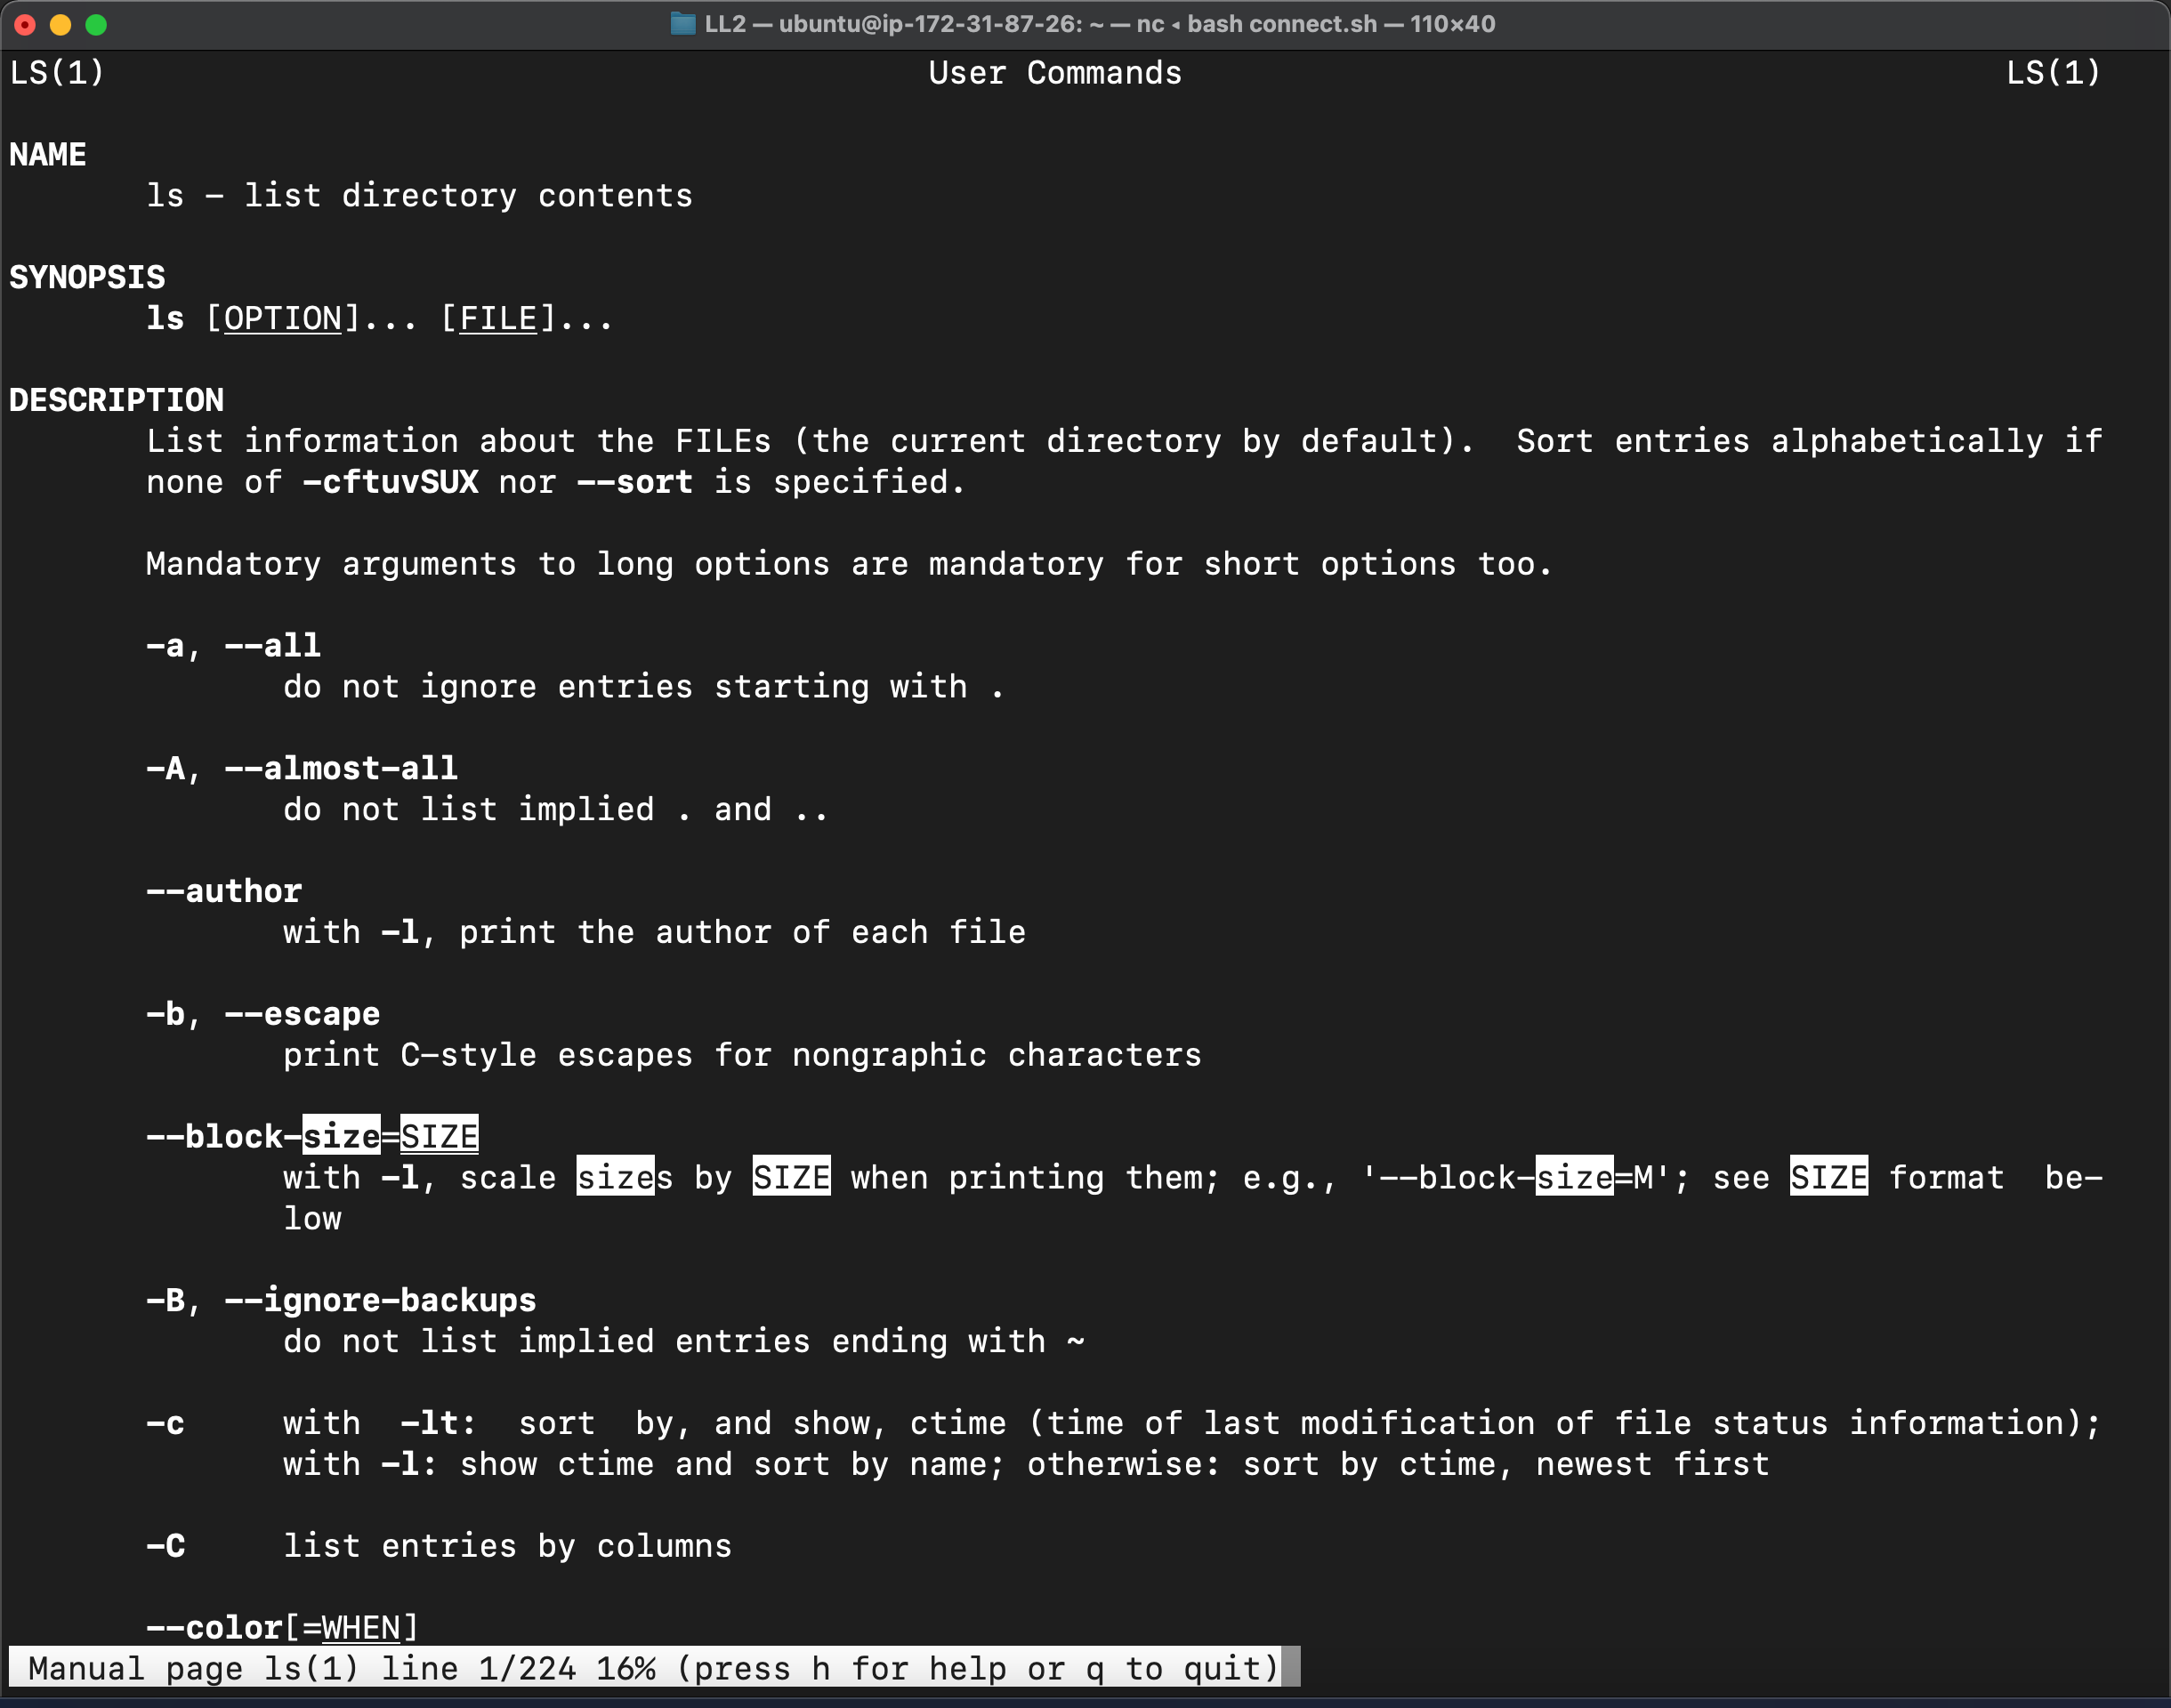 LL2 — ubuntu@ip-172-31-87-26: ~ — nc ◂ bash connect.sh — 110×40
LS(1) User Commands LS(1)
NAME
ls - list directory contents
SYNOPSIS
ls [OPTION]... [FILE]...
DESCRIPTION
List information about the FILEs (the current directory by default).  Sort entries alphabetically if
none of -cftuvSUX nor --sort is specified.
Mandatory arguments to long options are mandatory for short options too.
-a, --all
do not ignore entries starting with .
-A, --almost-all
do not list implied . and ..
--author
with -l, print the author of each file
-b, --escape
print C-style escapes for nongraphic characters
--block-size=SIZE
with -l, scale sizes by SIZE when printing them; e.g., '--block-size=M'; see SIZE format  be-
low
-B, --ignore-backups
do not list implied entries ending with ~
-c     with  -lt:  sort  by, and show, ctime (time of last modification of file status information);
with -l: show ctime and sort by name; otherwise: sort by ctime, newest first
-C     list entries by columns
--color[=WHEN]
Manual page ls(1) line 1/224 16% (press h for help or q to quit)